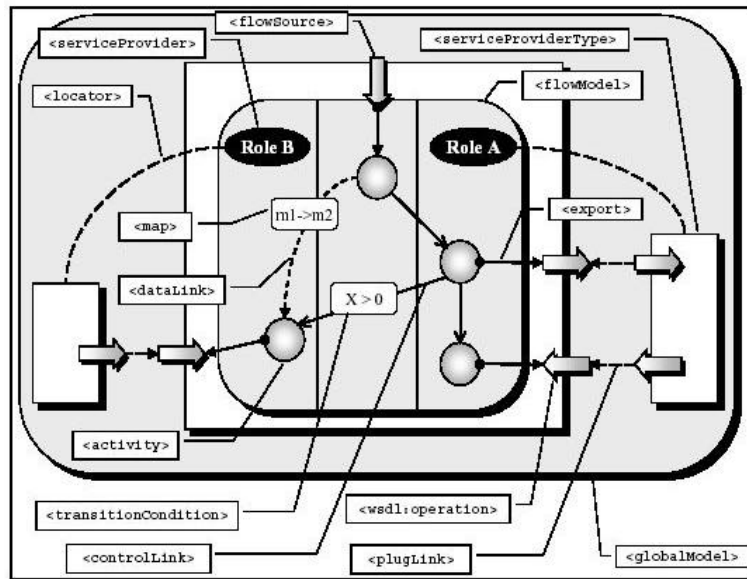 <flowSource>
<serviceProvider>
<serviceProviderType>
<locator>
<flowModel>
Role B
Role A
<map>
m1->m2
<export>
<dataLink>
X > 0
<activity>
<transitionCondition>
<wsdl:operation>
<controlLink>
<plugLink>
<globalModel>